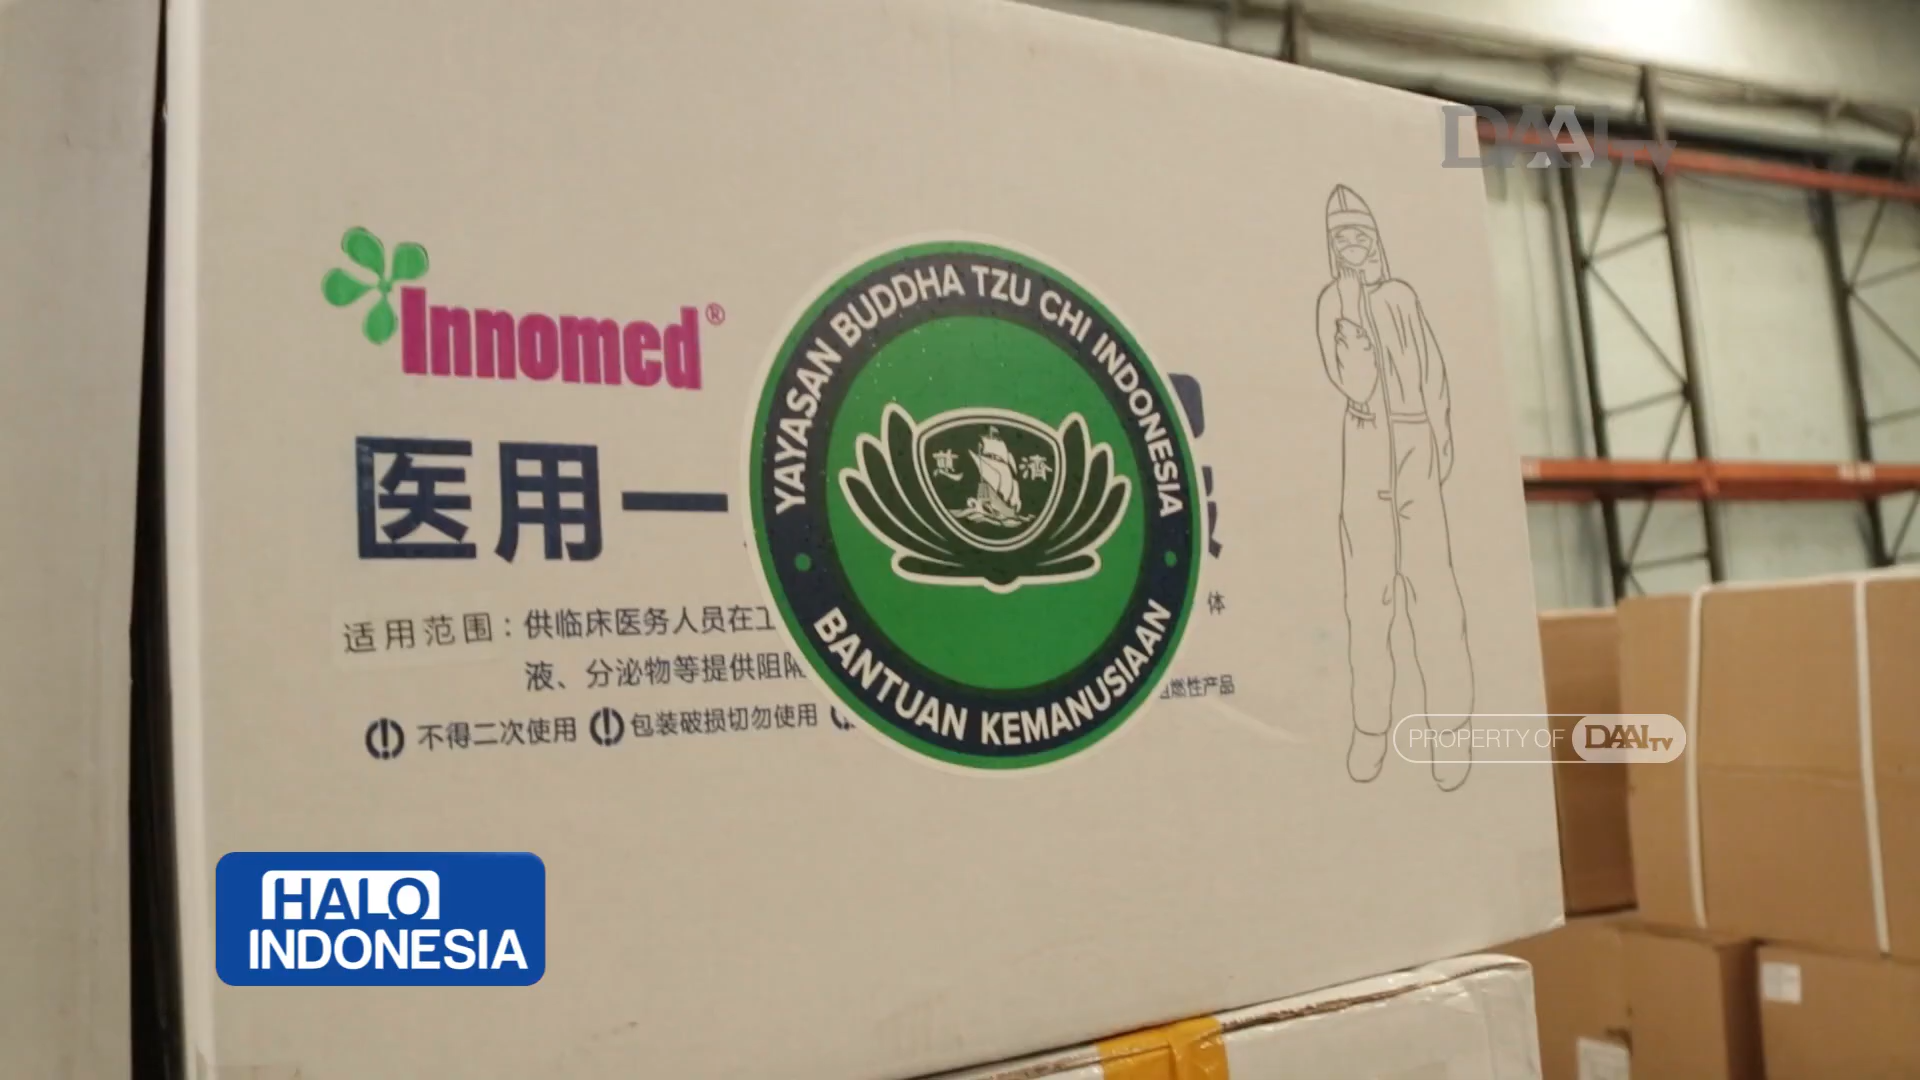 DAAI TV
Innomed®
医用一
YAYASAN BUDDHA TZU CHI INDONESIA
慈濟
BANTUAN KEMANUSIAAN
适用范围：供临床医务人员在工
体
液、分泌物等提供阻隔
不得二次使用 包装破损切勿使用
燃性产品
PROPERTY OF DAAI TV
HALO
INDONESIA